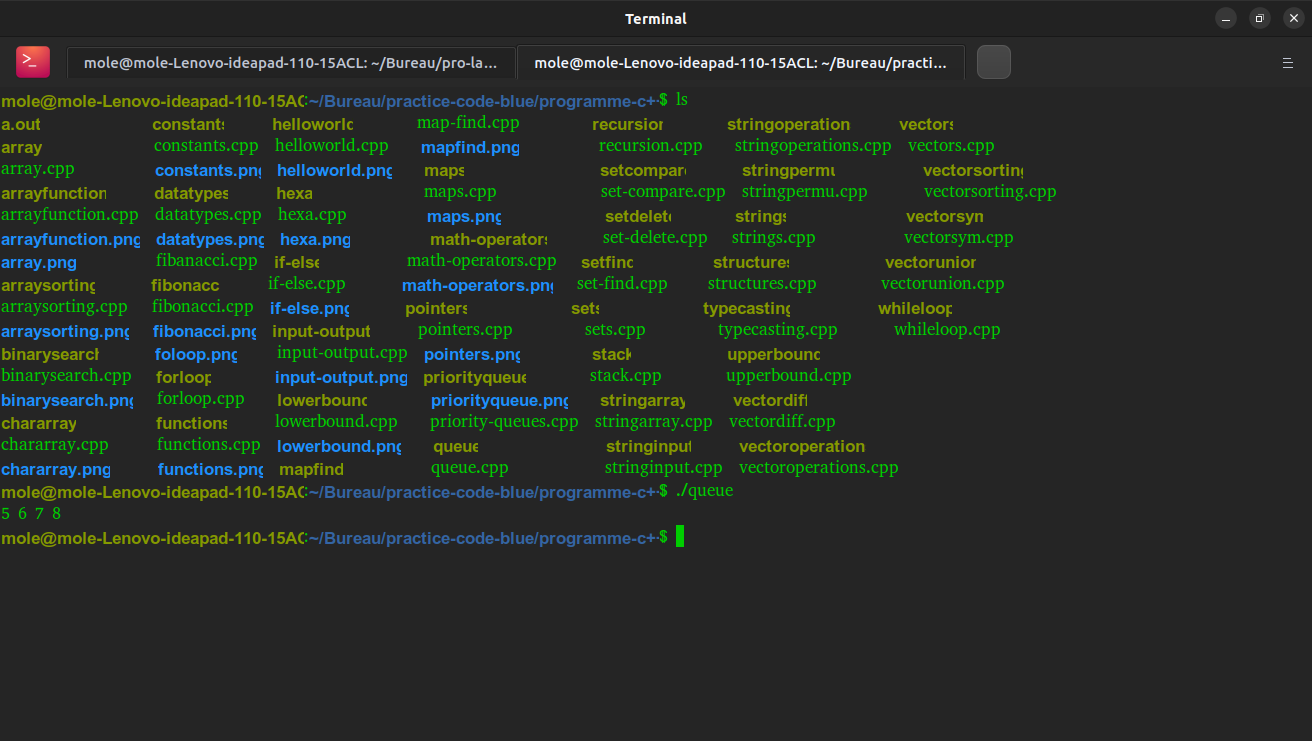 Terminal
mole@mole-Lenovo-ideapad-110-15ACL: ~/Bureau/pro-la... mole@mole-Lenovo-ideapad-110-15ACL: ~/Bureau/practi...
mole@mole-Lenovo-ideapad-110-15AC:~/Bureau/practice-code-blue/programme-c+$ ls
a.out constants helloworld map-find.cpp recursion stringoperation vectors
array constants.cpp helloworld.cpp mapfind.png recursion.cpp stringoperations.cpp vectors.cpp
array.cpp constants.png helloworld.png maps setcompare stringpermu vectorsorting
arrayfunction datatypes hexa maps.cpp set-compare.cpp stringpermu.cpp vectorsorting.cpp
arrayfunction.cpp datatypes.cpp hexa.cpp maps.png setdelete strings vectorsym
arrayfunction.png datatypes.png hexa.png math-operators set-delete.cpp strings.cpp vectorsym.cpp
array.png fibanacci.cpp if-else math-operators.cpp setfind structures vectorunion
arraysorting fibonacc if-else.cpp math-operators.png set-find.cpp structures.cpp vectorunion.cpp
arraysorting.cpp fibonacci.cpp if-else.png pointers sets typecasting whileloop
arraysorting.png fibonacci.png input-output pointers.cpp sets.cpp typecasting.cpp whileloop.cpp
binarysearch foloop.png input-output.cpp pointers.png stack upperbound
binarysearch.cpp forloop input-output.png priorityqueue stack.cpp upperbound.cpp
binarysearch.png forloop.cpp lowerbound priorityqueue.png stringarray vectordiff
chararray functions lowerbound.cpp priority-queues.cpp stringarray.cpp vectordiff.cpp
chararray.cpp functions.cpp lowerbound.png queue stringinput vectoroperation
chararray.png functions.png mapfind queue.cpp stringinput.cpp vectoroperations.cpp
mole@mole-Lenovo-ideapad-110-15AC:~/Bureau/practice-code-blue/programme-c+$ ./queue
5 6 7 8
mole@mole-Lenovo-ideapad-110-15AC:~/Bureau/practice-code-blue/programme-c+$